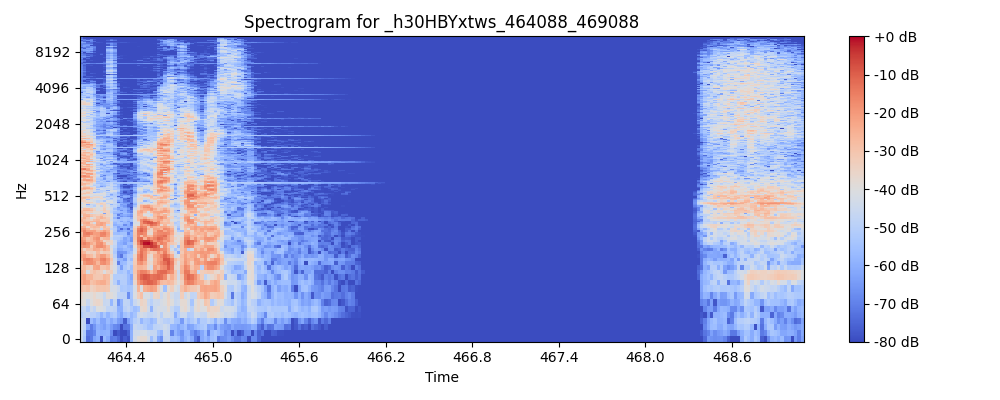 Spectrogram for _h30HBYxtws_464088_469088
Hz
8192
4096
2048
1024
512
256
128
64
0
464.4 465.0 465.6 466.2 466.8 467.4 468.0 468.6
Time
+0 dB
-10 dB
-20 dB
-30 dB
-40 dB
-50 dB
-60 dB
-70 dB
-80 dB